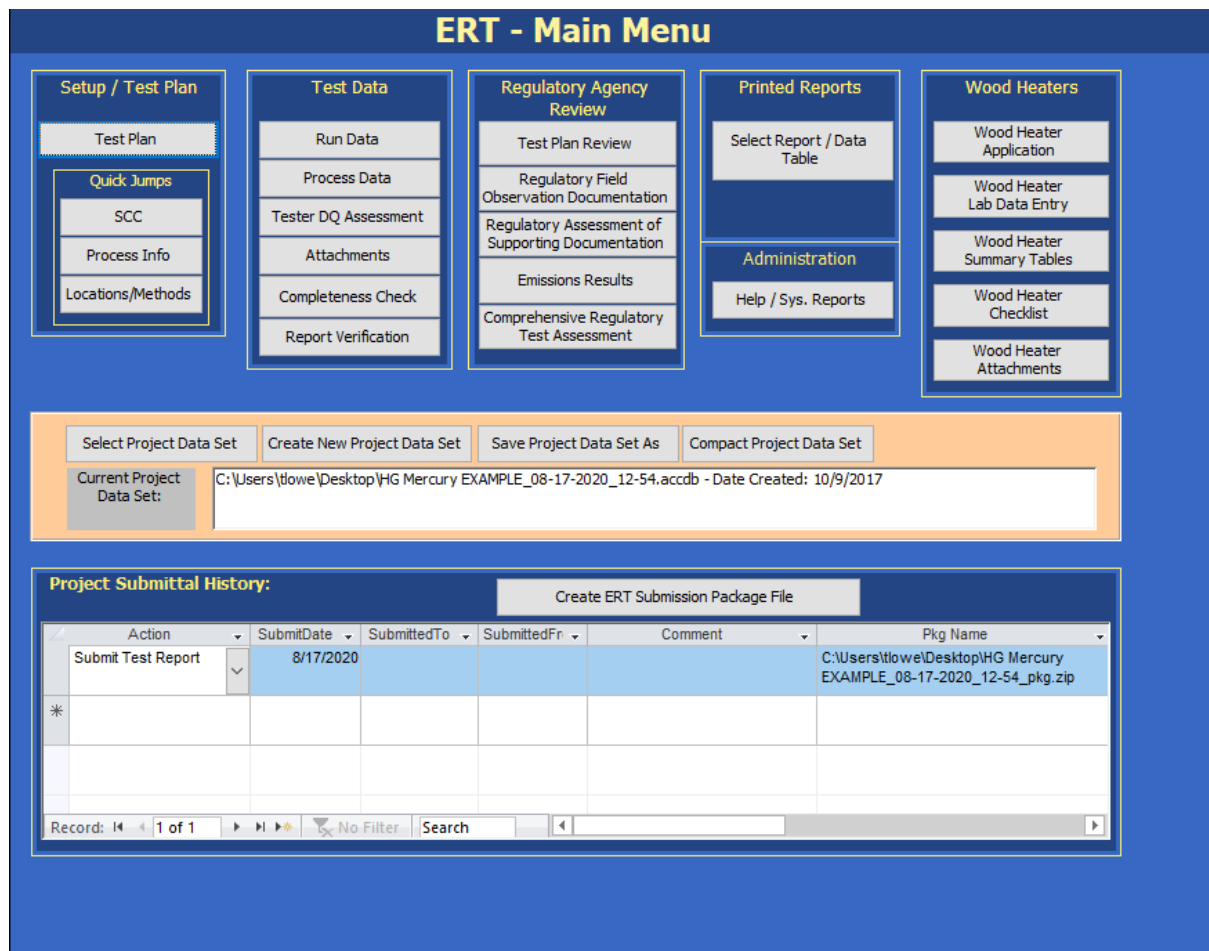 ERT - Main Menu
Setup / Test Plan
Test Plan
Quick Jumps
SCC
Process Info
Locations/Methods
Test Data
Run Data
Process Data
Tester DQ Assessment
Attachments
Completeness Check
Report Verification
Regulatory Agency
Review
Test Plan Review
Regulatory Field
Observation Documentation
Regulatory Assessment of
Supporting Documentation
Emissions Results
Comprehensive Regulatory
Test Assessment
Printed Reports
Select Report / Data
Table
Administration
Help / Sys. Reports
Wood Heaters
Wood Heater
Application
Wood Heater
Lab Data Entry
Wood Heater
Summary Tables
Wood Heater
Checklist
Wood Heater
Attachments
Select Project Data Set
Create New Project Data Set
Save Project Data Set As
Compact Project Data Set
Current Project
Data Set:
C:\Users\tlowe\Desktop\HG Mercury EXAMPLE_08-17-2020_12-54.accdb - Date Created: 10/9/2017
Project Submittal History:
Create ERT Submission Package File
Action SubmitDate SubmittedTo SubmittedFr Comment Pkg Name
Submit Test Report 8/17/2020 C:\Users\tlowe\Desktop\HG Mercury
EXAMPLE_08-17-2020_12-54_pkg.zip
Record: 1 of 1 No Filter Search